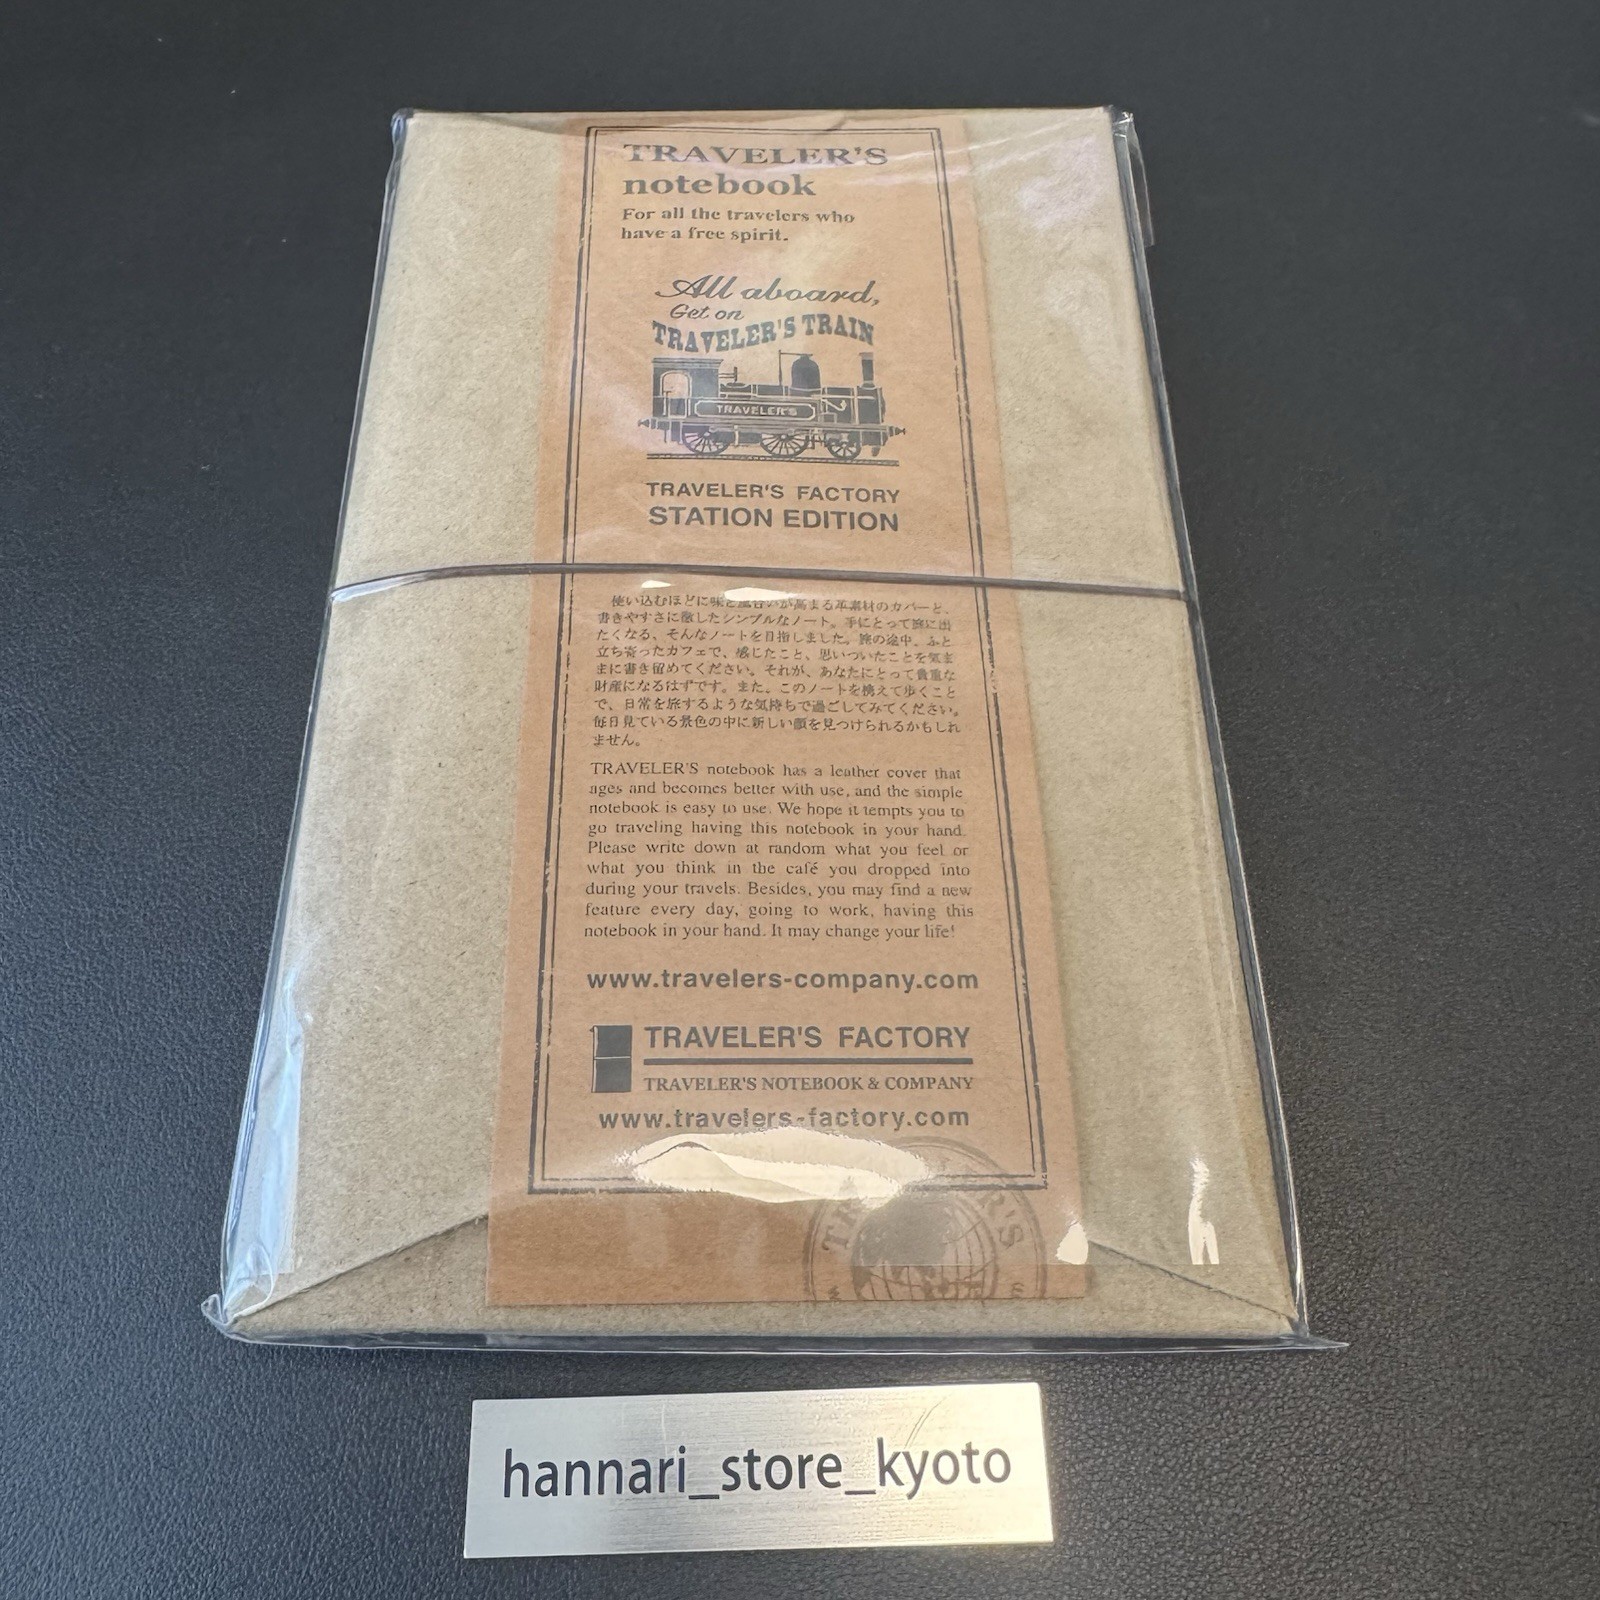 TRAVELER'S
notebook
For all the travelers who
have a free spirit.
All aboard,
Get on
TRAVELER'S TRAIN
TRAVELER'S
TRAVELER'S FACTORY
STATION EDITION
使い込むほどに味と風合いが高まる革素材のカバーと、
書きやすさに徹したシンプルなノート。手にとって旅に出
たくなる、そんなノートを目指しました。旅の途中、ふと
立ち寄ったカフェで、感じたこと、思いついたことを気ま
まに書き留めてください。それが、あなたにとって貴重な
財産になるはずです。また、このノートを携えて歩くこと
で、日常を旅するような気持ちで過ごしてみてください。
毎日見ている景色の中に新しい顔を見つけられるかもしれ
ません。
TRAVELER'S notebook has a leather cover that
ages and becomes better with use, and the simple
notebook is easy to use. We hope it tempts you to
go traveling having this notebook in your hand.
Please write down at random what you feel or
what you think in the café you dropped into
during your travels. Besides, you may find a new
feature every day, going to work, having this
notebook in your hand. It may change your life!
www.travelers-company.com
TRAVELER'S FACTORY
TRAVELER'S NOTEBOOK & COMPANY
www.travelers-factory.com
hannari_store_kyoto